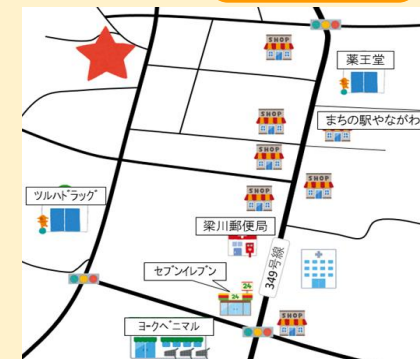 SHOP
薬王堂
SHOP
まちの駅やながわ
SHOP
SHOP
SHOP
ツルハドラッグ
梁川郵便局
349号線
セブンイレブン
24
24
SHOP
ヨークベニマル